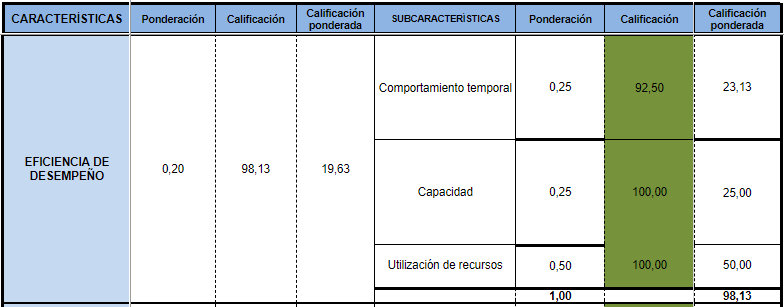 CARACTERÍSTICAS Ponderación Calificación Calificación ponderada SUBCARACTERÌSTICAS Ponderación Calificación Calificación ponderada
EFICIENCIA DE DESEMPEÑO 0,20 98,13 19,63
Comportamiento temporal 0,25 92,50 23,13
Capacidad 0,25 100,00 25,00
Utilización de recursos 0,50 100,00 50,00
1,00 98,13